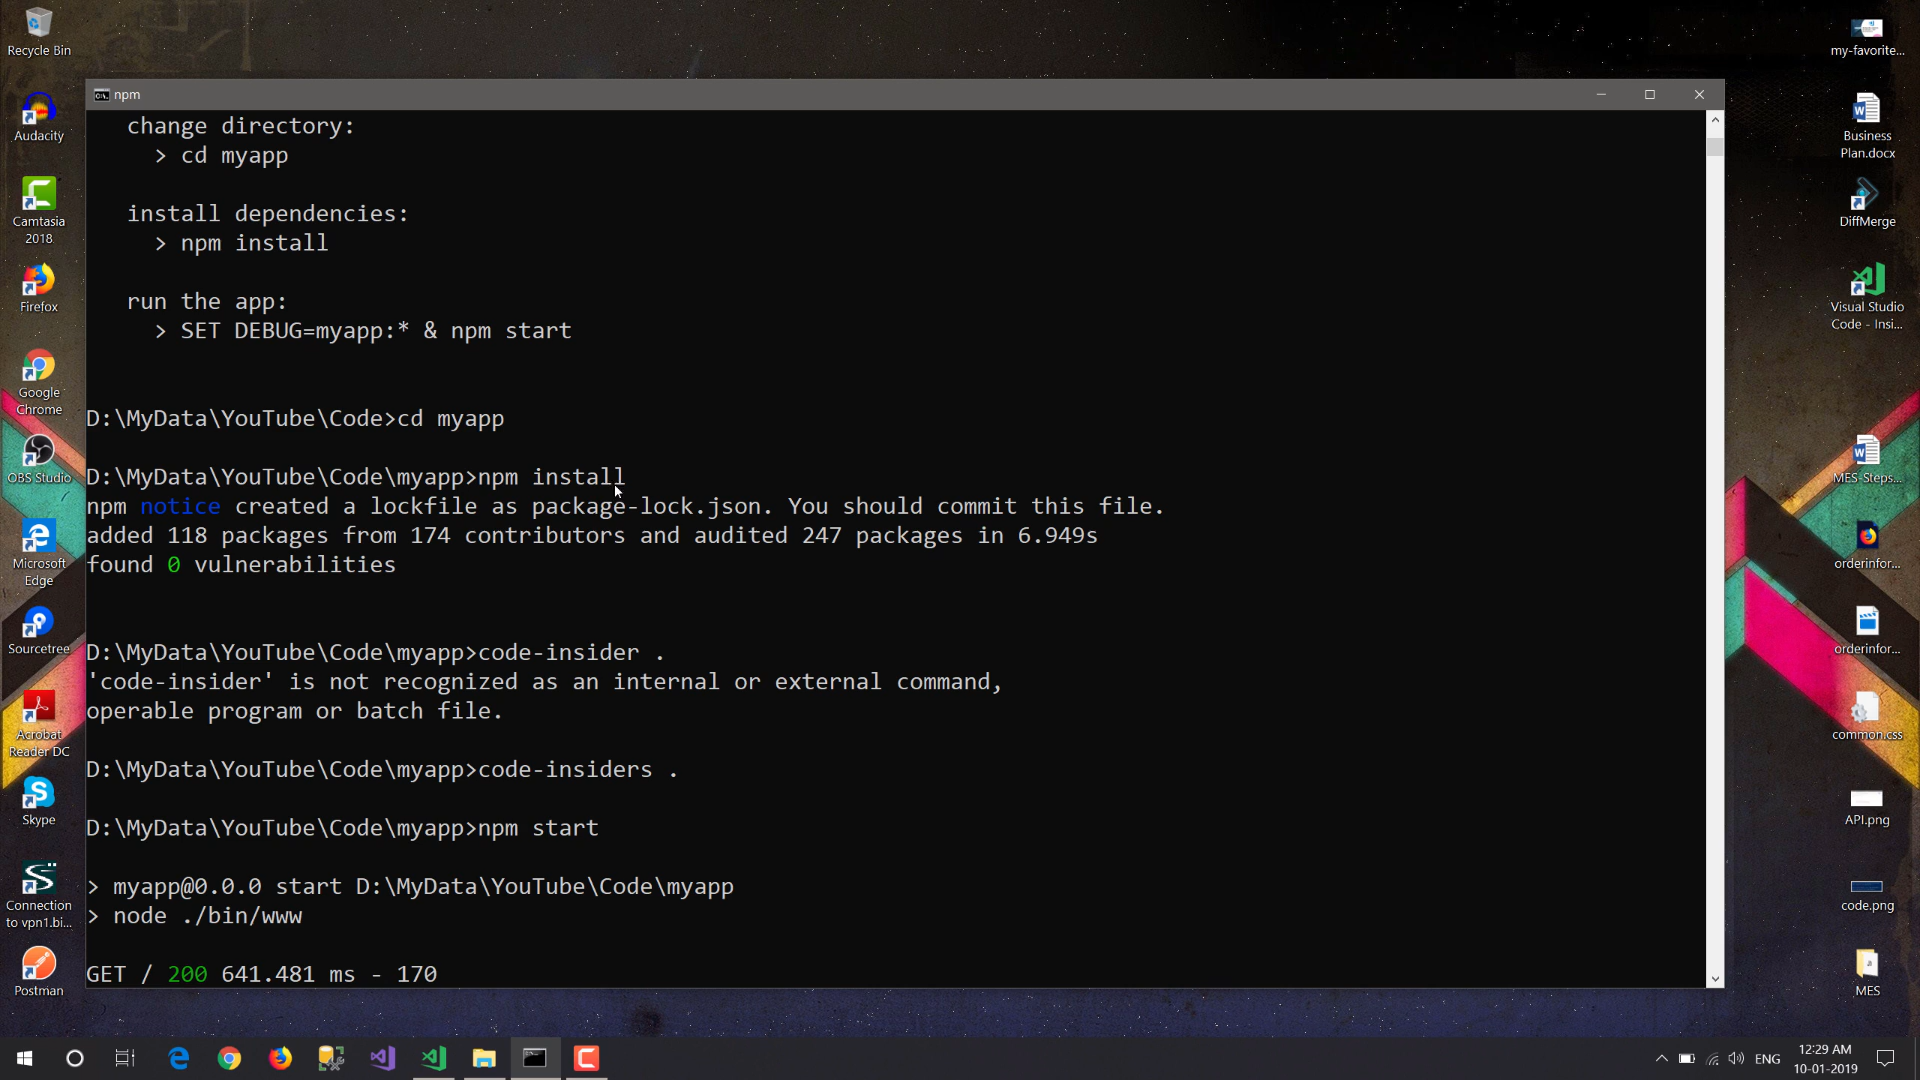 Recycle Bin
Audacity
Camtasia
2018
Firefox
Google
Chrome
OBS Studio
Microsoft
Edge
Sourcetree
Acrobat
Reader DC
Skype
Connection
to vpn1.bi...
Postman
npm
change directory:
> cd myapp
install dependencies:
> npm install
run the app:
> SET DEBUG=myapp:* & npm start
D:\MyData\YouTube\Code>cd myapp
D:\MyData\YouTube\Code\myapp>npm install
npm notice created a lockfile as package-lock.json. You should commit this file.
added 118 packages from 174 contributors and audited 247 packages in 6.949s
found 0 vulnerabilities
D:\MyData\YouTube\Code\myapp>code-insider .
'code-insider' is not recognized as an internal or external command,
operable program or batch file.
D:\MyData\YouTube\Code\myapp>code-insiders .
D:\MyData\YouTube\Code\myapp>npm start
> myapp@0.0.0 start D:\MyData\YouTube\Code\myapp
> node ./bin/www
GET / 200 641.481 ms - 170
my-favorite...
Business
Plan.docx
DiffMerge
Visual Studio
Code - Insi...
MES-Steps...
orderinfor...
orderinfor...
common.css
API.png
code.png
MES
ENG
12:29 AM
10-01-2019